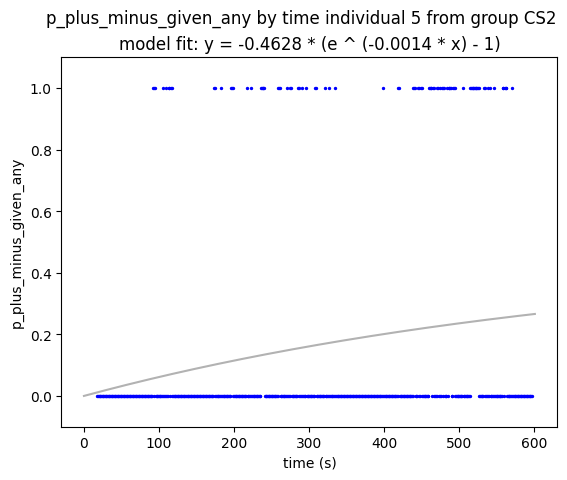 p_plus_minus_given_any by time individual 5 from group CS2
model fit: y = -0.4628 * (e ^ (-0.0014 * x) - 1)
1.0
0.8
0.6
0.4
0.2
0.0
p_plus_minus_given_any
0 100 200 300 400 500 600
time (s)